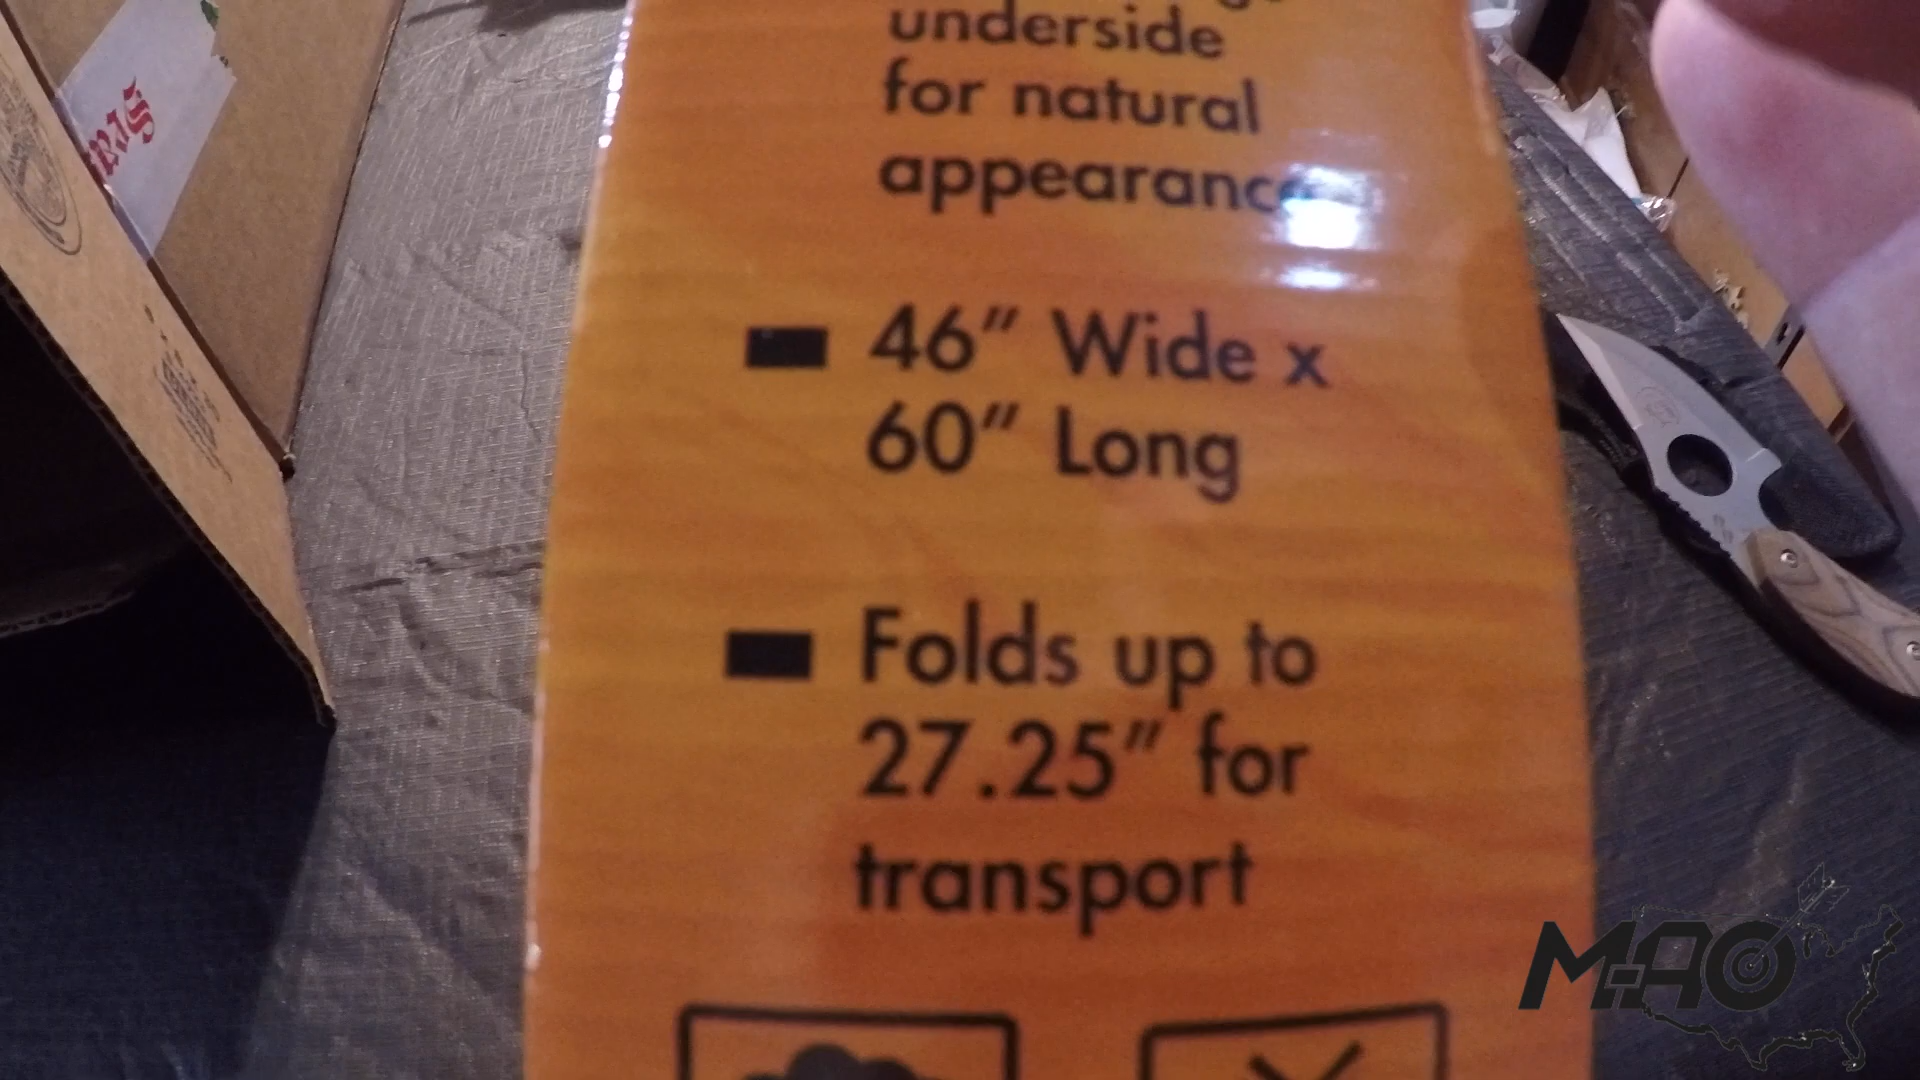 underside
for natural
appearance
46" Wide x
60" Long
Folds up to
27.25" for
transport
M-AO